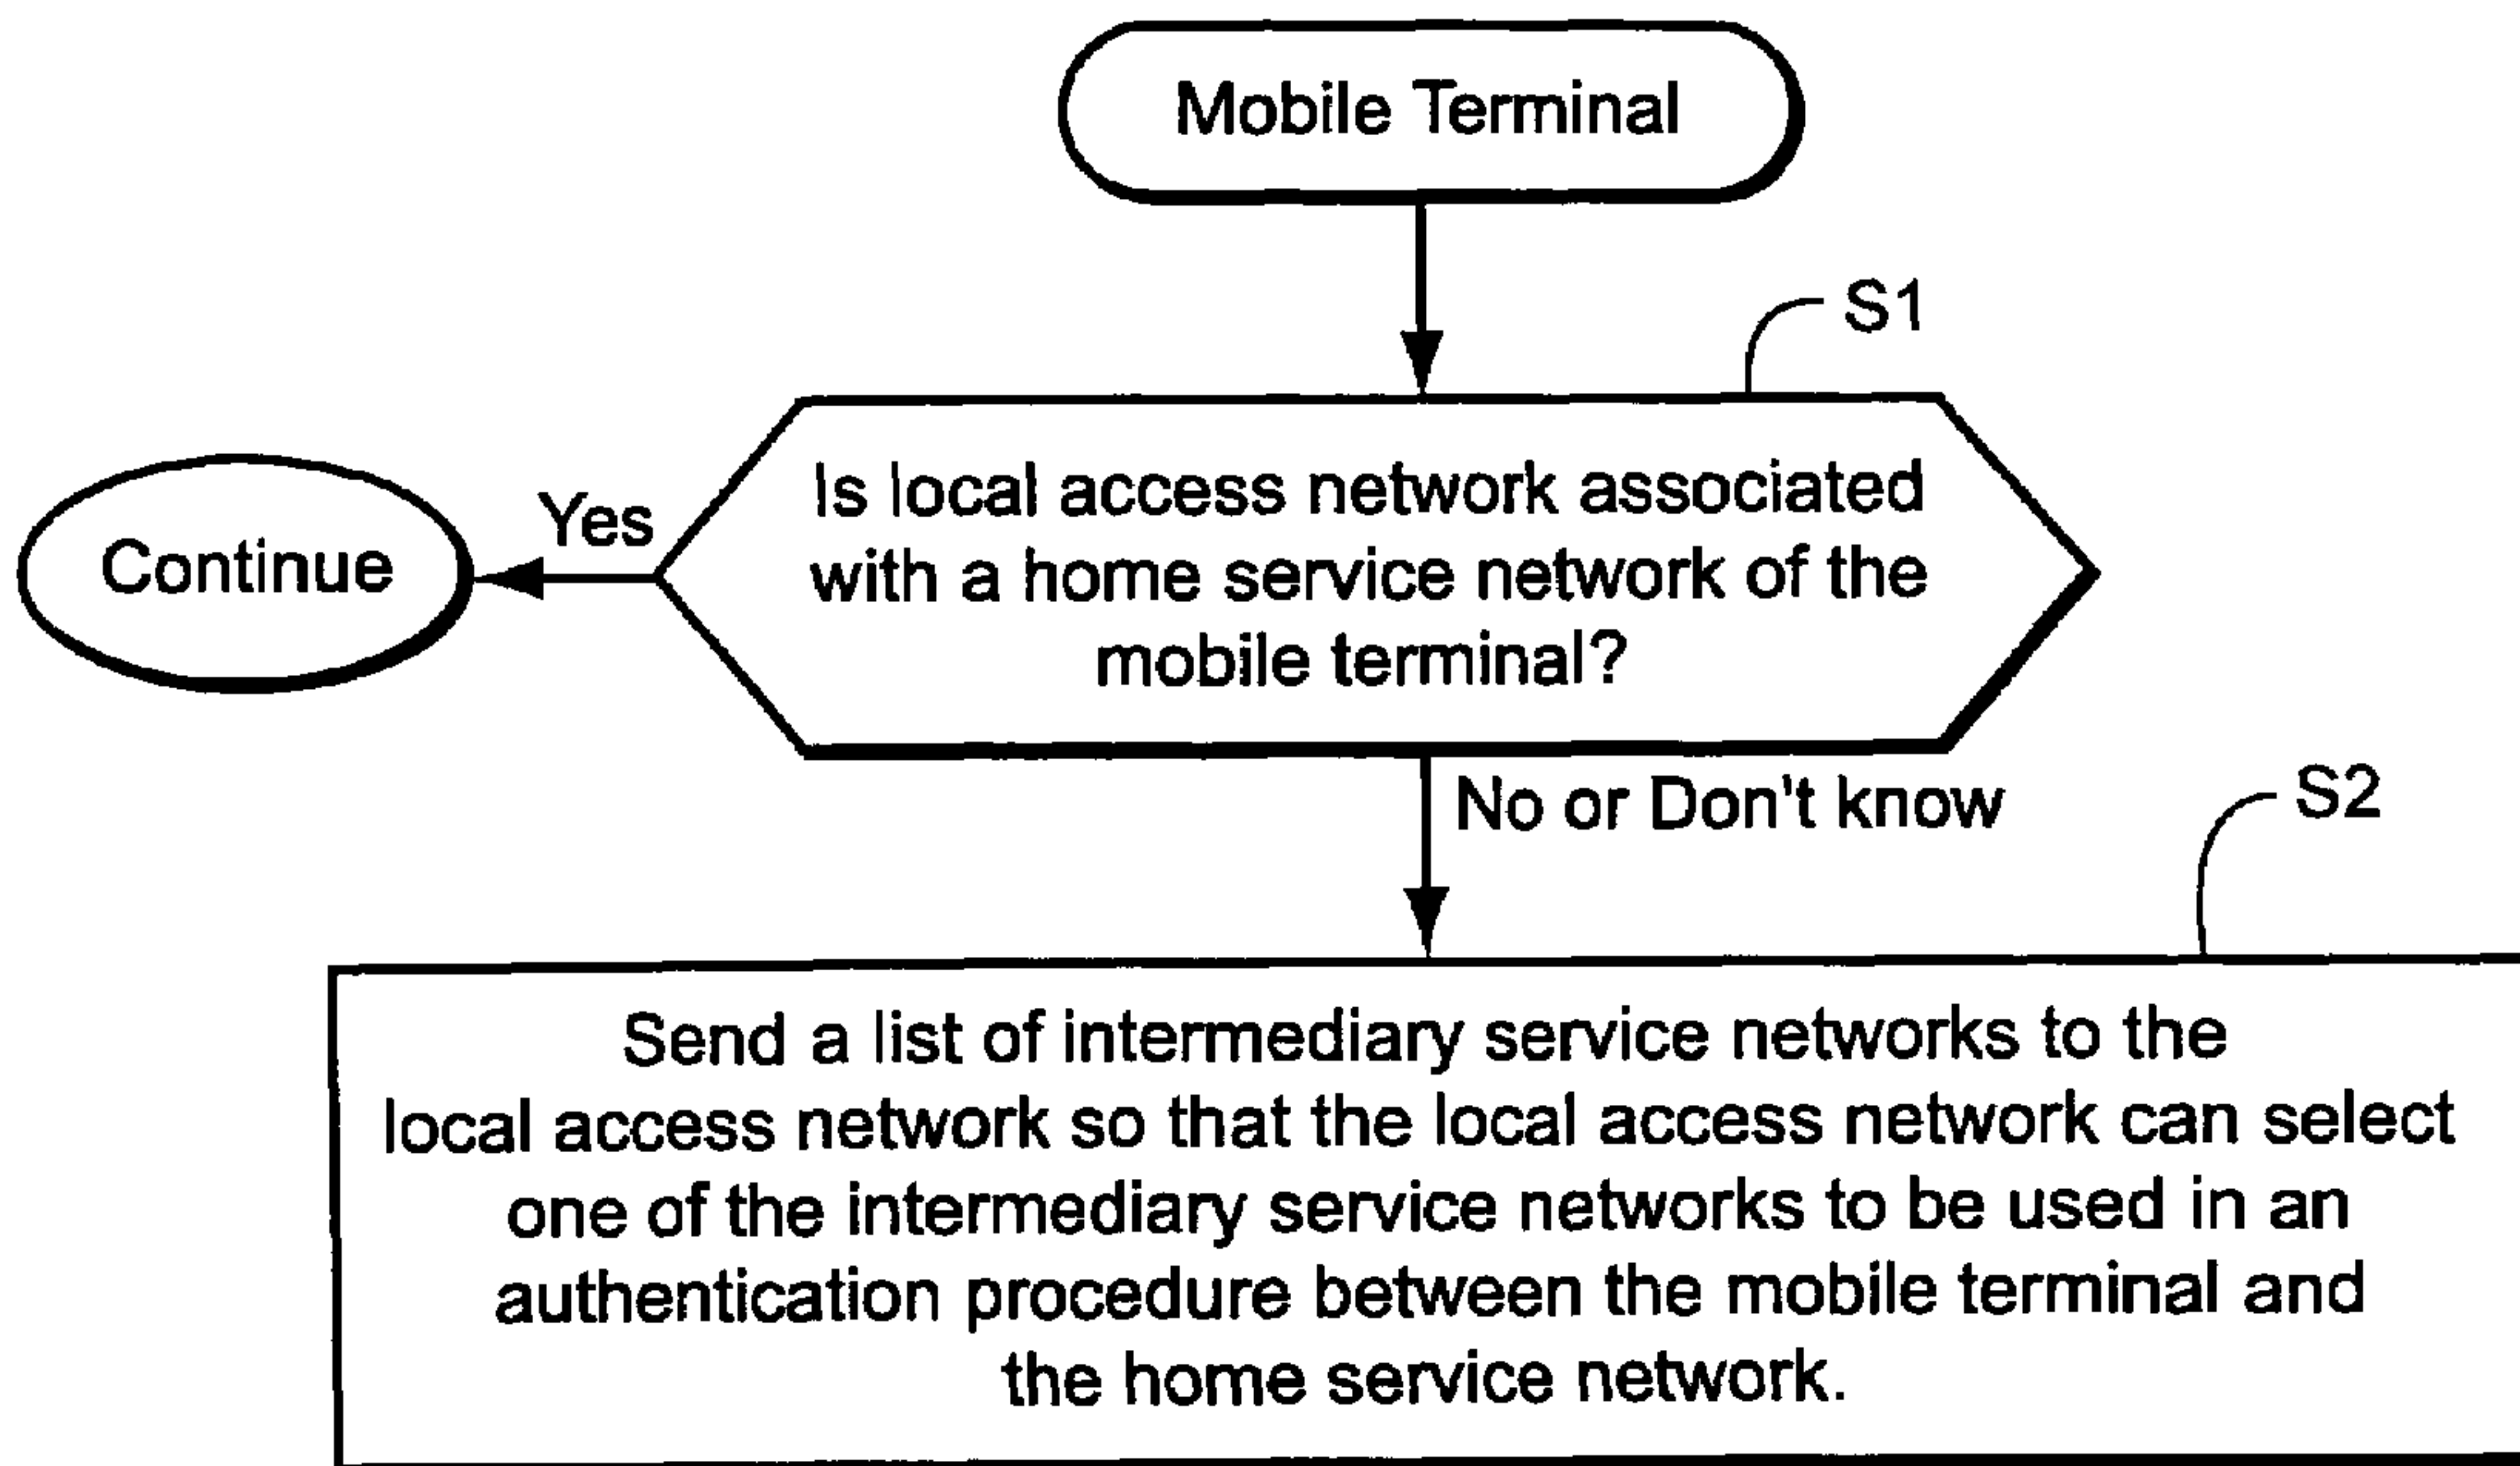 Mobile Terminal
S1
Is local access network associated
with a home service network of the
mobile terminal?
Yes
Continue
No or Don't know
S2
Send a list of intermediary service networks to the
local access network so that the local access network can select
one of the intermediary service networks to be used in an
authentication procedure between the mobile terminal and
the home service network.